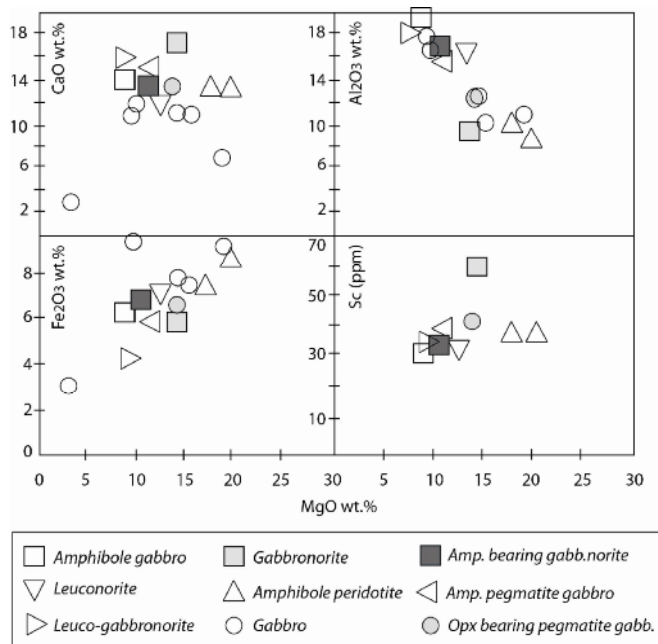 18
14
10
6
2
CaO wt.%
18
14
10
6
2
Al2O3 wt.%
8
6
4
2
0
Fe2O3 wt.%
70
50
30
10
Sc (ppm)
0 5 10 15 20 25 30 5 10 15 20 25 30
MgO wt.%
Amphibole gabbro Gabbronorite Amp. bearing gabb.norite
Leuconorite Amphibole peridotite Amp. pegmatite gabbro
Leuco-gabbronorite Gabbro Opx bearing pegmatite gabb.